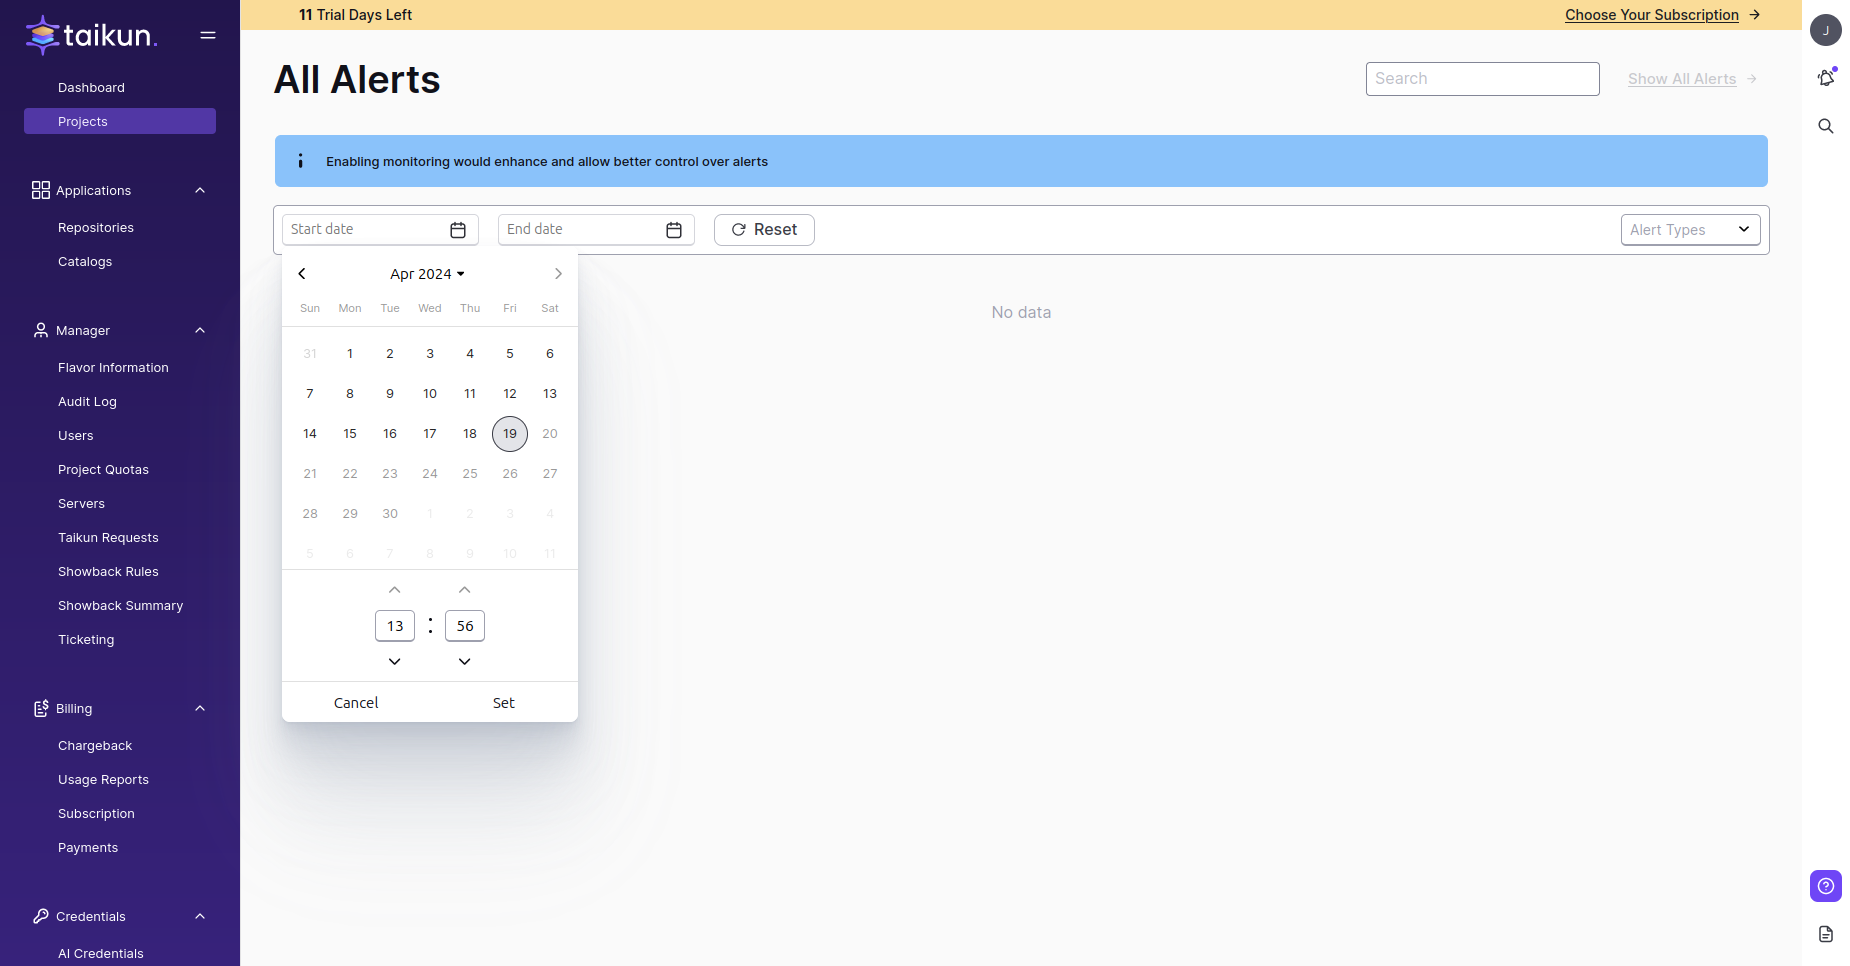 11 Trial Days Left
Choose Your Subscription
taikun.
J
Dashboard
Projects
Applications
Repositories
Catalogs
Manager
Flavor Information
Audit Log
Users
Project Quotas
Servers
Taikun Requests
Showback Rules
Showback Summary
Ticketing
Billing
Chargeback
Usage Reports
Subscription
Payments
Credentials
AI Credentials
All Alerts
Search
Show All Alerts
Enabling monitoring would enhance and allow better control over alerts
Start date
End date
Reset
Alert Types
No data
Apr 2024
Sun Mon Tue Wed Thu Fri Sat
31 1 2 3 4 5 6
7 8 9 10 11 12 13
14 15 16 17 18 19 20
21 22 23 24 25 26 27
28 29 30 1 2 3 4
5 6 7 8 9 10 11
13 : 56
Cancel Set